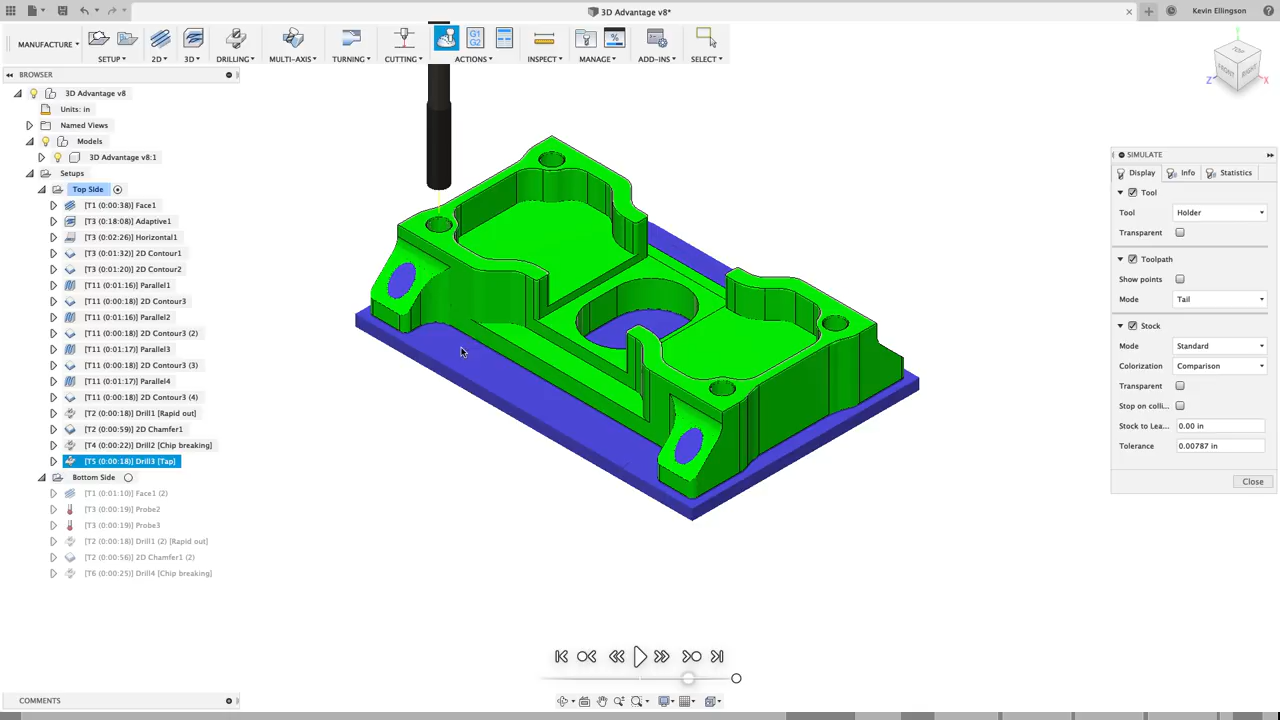 3D Advantage v8*
Kevin Ellingson
MANUFACTURE
SETUP
2D
3D
DRILLING
MULTI-AXIS
TURNING
CUTTING
G1
G2
ACTIONS
INSPECT
MANAGE
ADD-INS
SELECT
BROWSER
3D Advantage v8
Units: in
Named Views
Models
3D Advantage v8:1
Setups
Top Side
[T1 (0:00:38)] Face1
[T3 (0:18:08)] Adaptive1
[T3 (0:02:26)] Horizontal1
[T3 (0:01:32)] 2D Contour1
[T3 (0:01:20)] 2D Contour2
[T11 (0:01:16)] Parallel1
[T11 (0:00:18)] 2D Contour3
[T11 (0:01:16)] Parallel2
[T11 (0:00:18)] 2D Contour3 (2)
[T11 (0:01:17)] Parallel3
[T11 (0:00:18)] 2D Contour3 (3)
[T11 (0:01:17)] Parallel4
[T11 (0:00:18)] 2D Contour3 (4)
[T2 (0:00:18)] Drill1 [Rapid out]
[T2 (0:00:59)] 2D Chamfer1
[T4 (0:00:22)] Drill2 [Chip breaking]
[T5 (0:00:18)] Drill3 [Tap]
Bottom Side
[T1 (0:01:10)] Face1 (2)
[T3 (0:00:19)] Probe2
[T3 (0:00:19)] Probe3
[T2 (0:00:18)] Drill1 (2) [Rapid out]
[T2 (0:00:56)] 2D Chamfer1 (2)
[T6 (0:00:25)] Drill4 [Chip breaking]
COMMENTS
TOP
FRONT
RIGHT
Z
X
SIMULATE
Display
Info
Statistics
Tool
Tool
Holder
Transparent
Toolpath
Show points
Mode
Tail
Stock
Mode
Standard
Colorization
Comparison
Transparent
Stop on colli...
Stock to Lea...
0.00 in
Tolerance
0.00787 in
Close